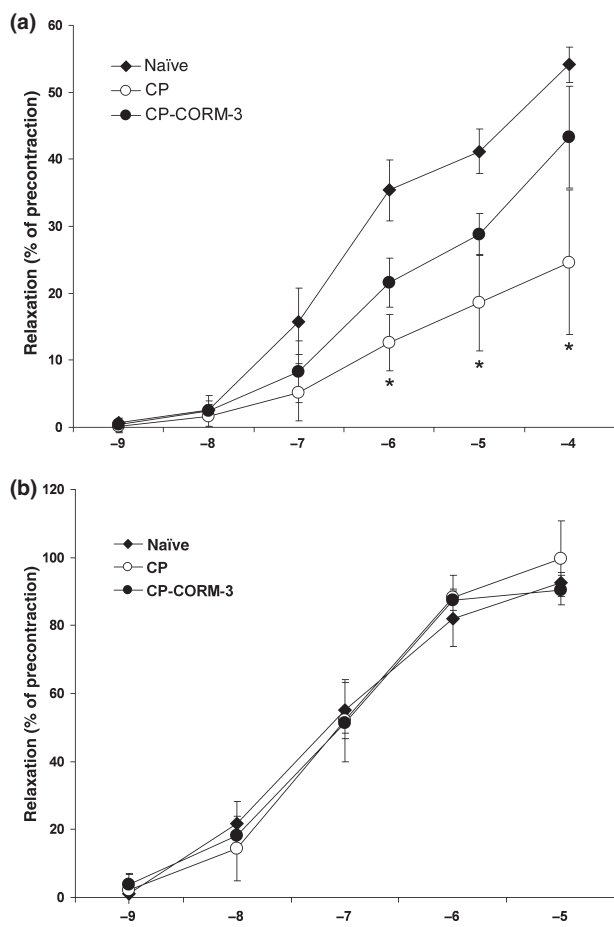 (a)
60
50
40
30
20
10
0
Relaxation (% of precontraction)
Naïve
CP
CP-CORM-3
* * *
–9 –8 –7 –6 –5 –4
(b)
120
100
80
60
40
20
0
Relaxation (% of precontraction)
Naïve
CP
CP-CORM-3
–9 –8 –7 –6 –5